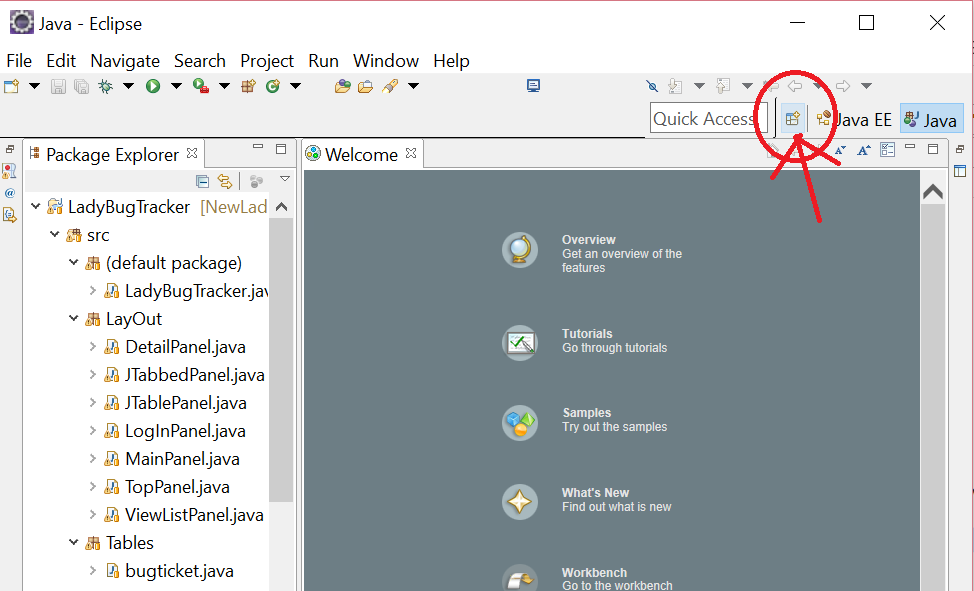 Java - Eclipse
File Edit Navigate Search Project Run Window Help
Quick Access Java EE Java
Package Explorer
Welcome
LadyBugTracker [NewLad
src
(default package)
LadyBugTracker.jav
LayOut
DetailPanel.java
JTabbedPanel.java
JTablePanel.java
LogInPanel.java
MainPanel.java
TopPanel.java
ViewListPanel.java
Tables
bugticket.java
Overview
Get an overview of the
features
Tutorials
Go through tutorials
Samples
Try out the samples
What's New
Find out what is new
Workbench
Go to the workbench